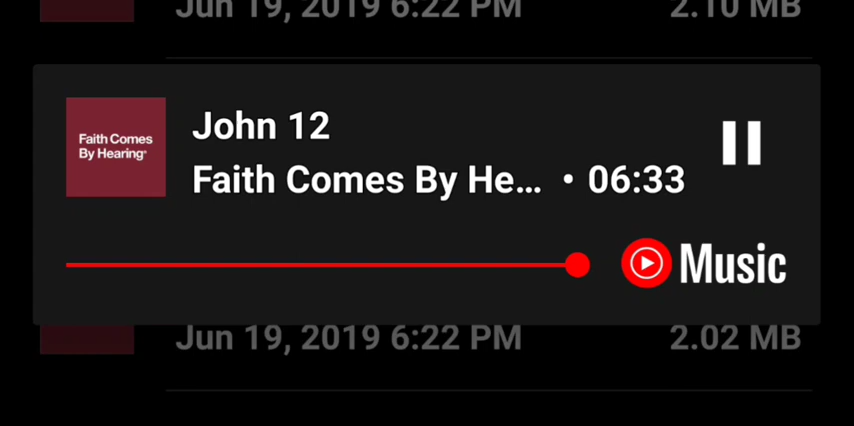 Jun 19, 2019 6:22 PM 2.10 MB
Faith Comes
By Hearing®
John 12
Faith Comes By He... • 06:33
Music
Jun 19, 2019 6:22 PM 2.02 MB